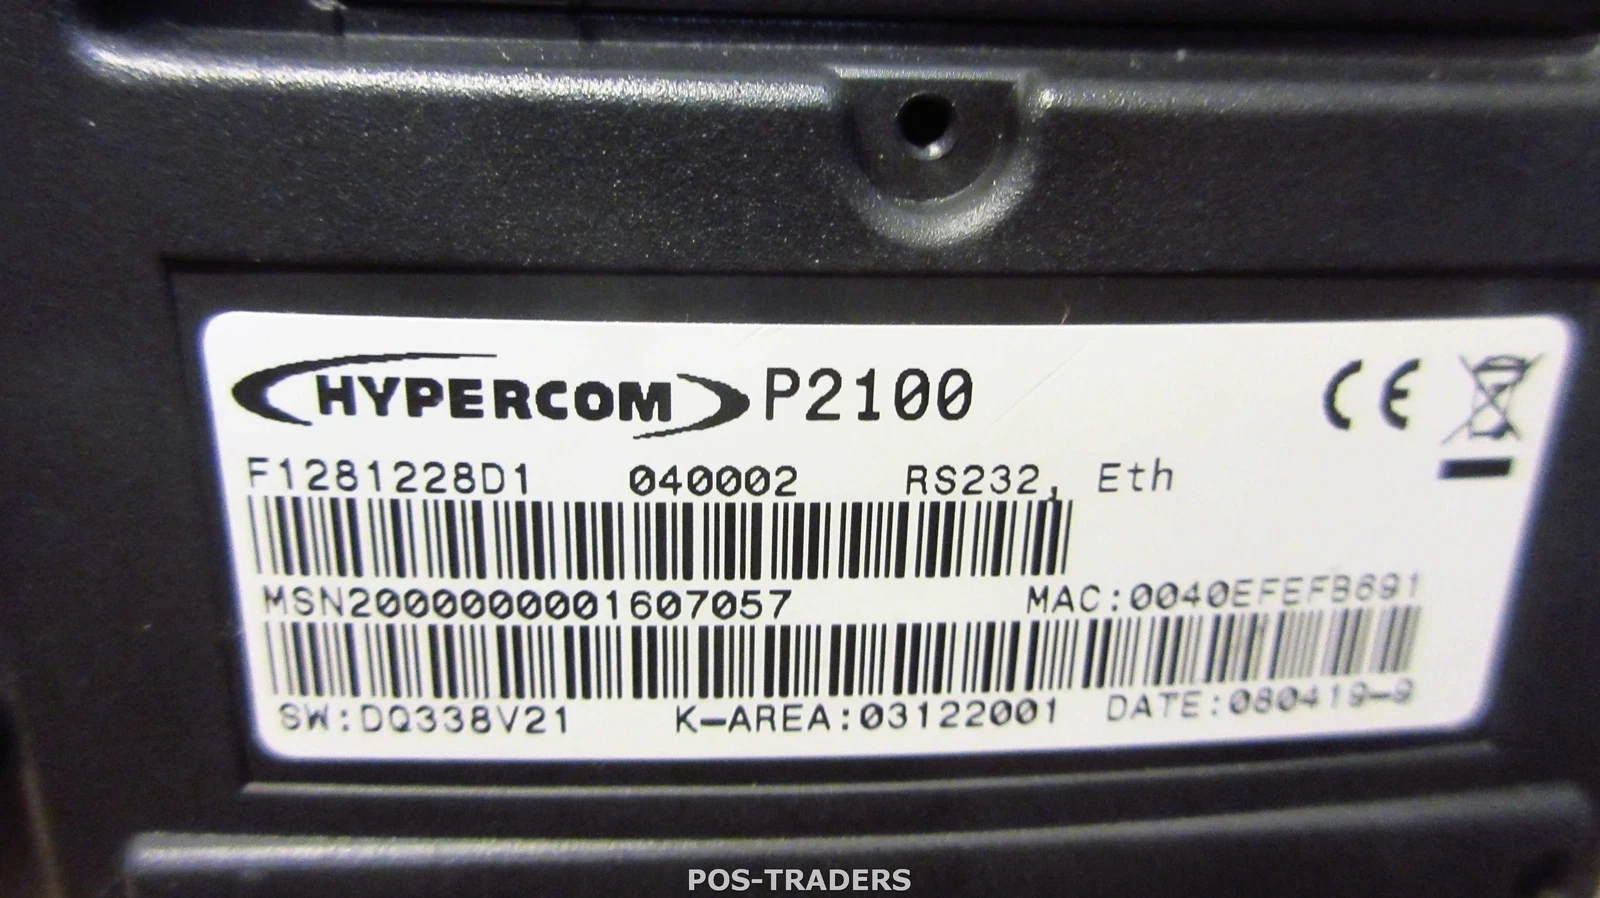 HYPERCOM P2100 CE
F1281228D1 040002 RS232, Eth
MSN2000000001607057 MAC:0040EFEFB691
SW:DQ338V21 K-AREA:03122001 DATE:080419-9
POS-TRADERS